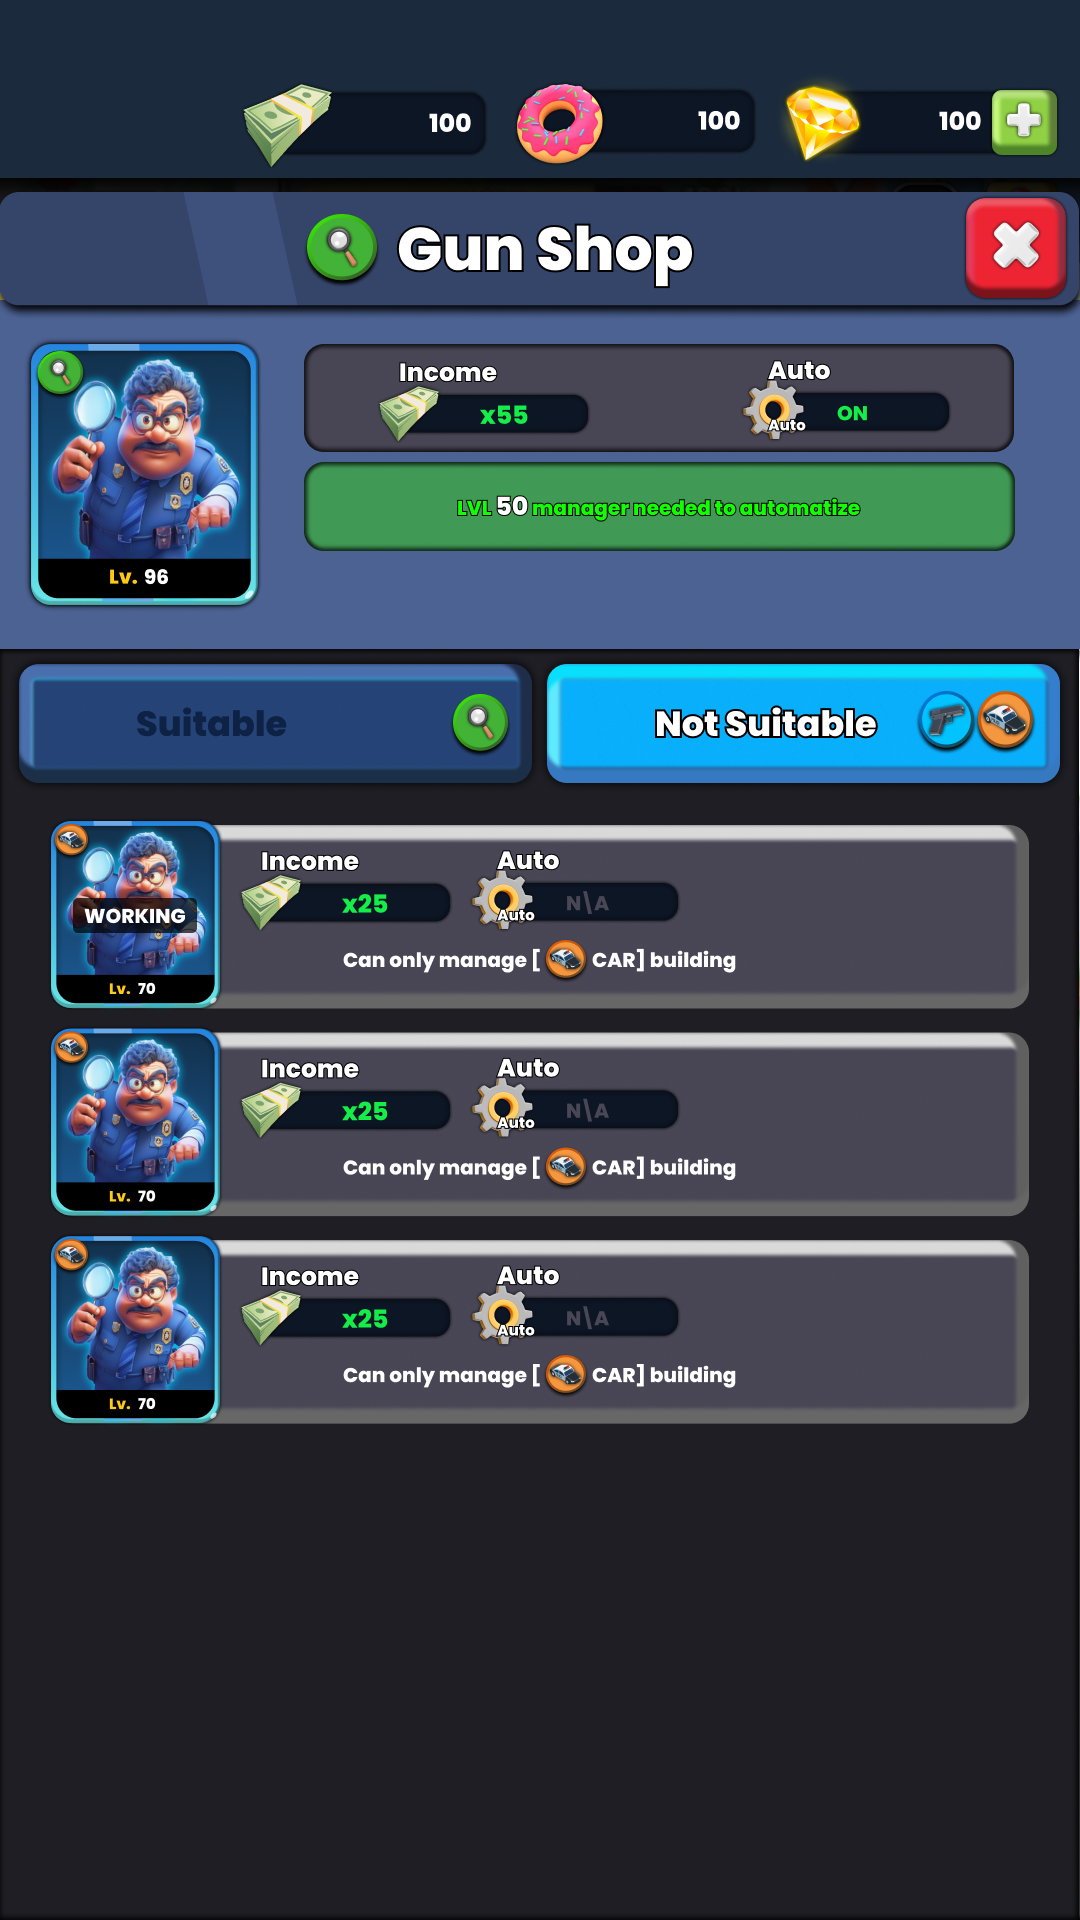 100
100
100
Gun Shop
Income
Auto
x55
Auto
ON
LVL 50 manager needed to automatize
Lv. 96
Suitable
Not Suitable
Income
Auto
x25
Auto
N\A
WORKING
Can only manage [ CAR] building
Lv. 70
Income
Auto
x25
Auto
N\A
Can only manage [ CAR] building
Lv. 70
Income
Auto
x25
Auto
N\A
Can only manage [ CAR] building
Lv. 70